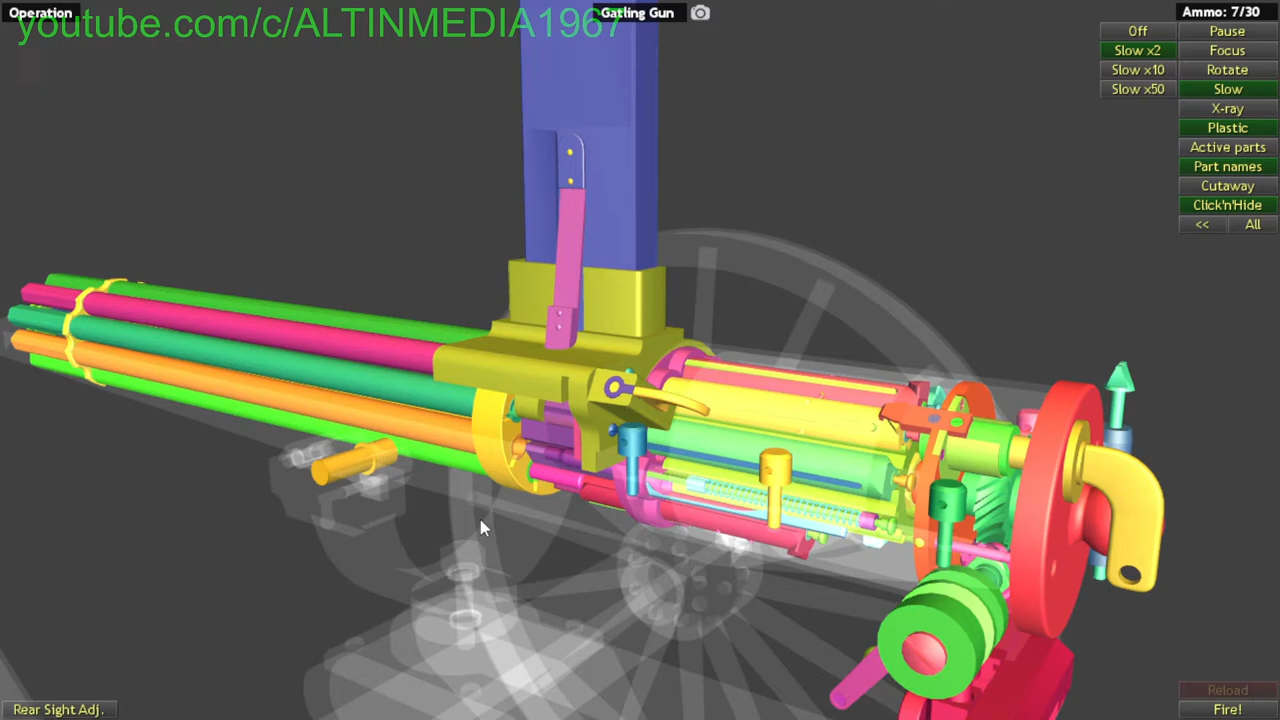 Operation
Gatling Gun
Ammo: 7/30
youtube.com/c/ALTINMEDIA1967
Off
Pause
Slow x2
Focus
Slow x10
Rotate
Slow x50
Slow
X-ray
Plastic
Active parts
Part names
Cutaway
Click'n'Hide
<<
All
Reload
Rear Sight Adj.
Fire!